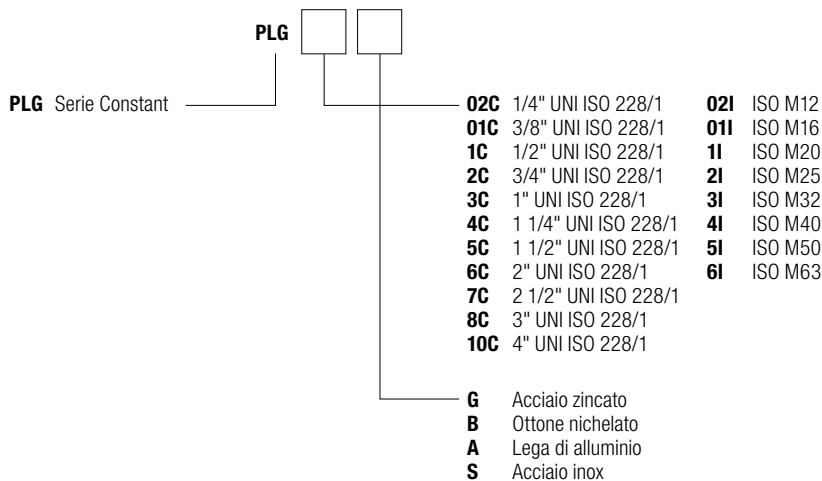 PLG
PLG Serie Constant
02C 1/4" UNI ISO 228/1 02I ISO M12
01C 3/8" UNI ISO 228/1 01I ISO M16
1C 1/2" UNI ISO 228/1 1I ISO M20
2C 3/4" UNI ISO 228/1 2I ISO M25
3C 1" UNI ISO 228/1 3I ISO M32
4C 1 1/4" UNI ISO 228/1 4I ISO M40
5C 1 1/2" UNI ISO 228/1 5I ISO M50
6C 2" UNI ISO 228/1 6I ISO M63
7C 2 1/2" UNI ISO 228/1
8C 3" UNI ISO 228/1
10C 4" UNI ISO 228/1
G Acciaio zincato
B Ottone nichelato
A Lega di alluminio
S Acciaio inox